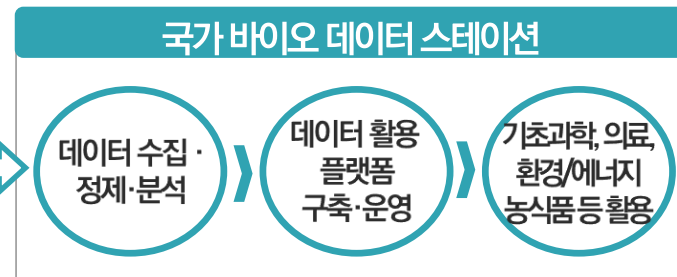 국가 바이오 데이터 스테이션
데이터 수집·
정제·분석
데이터 활용
플랫폼
구축·운영
기초과학, 의료,
환경/에너지
농식품 등 활용